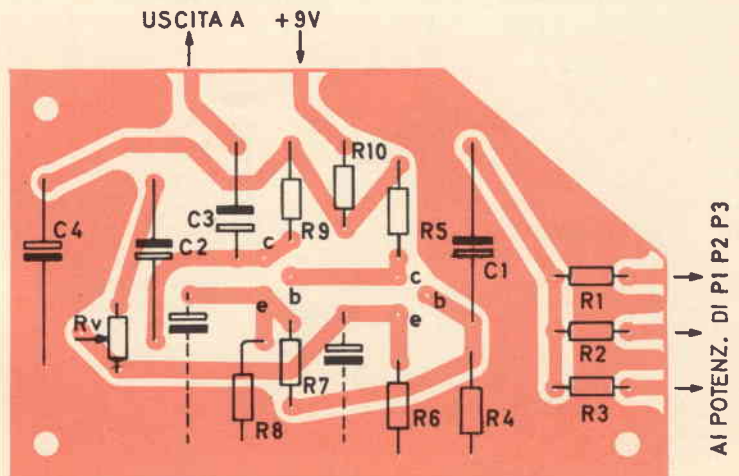 USCITA A +9V
R10
C3
R9
C4
C2
R5
C1
c
c
R1
e
b
b
e
Rv
R2
R7
R8
R6
R4
R3
AI POTENZ. DI P1 P2 P3